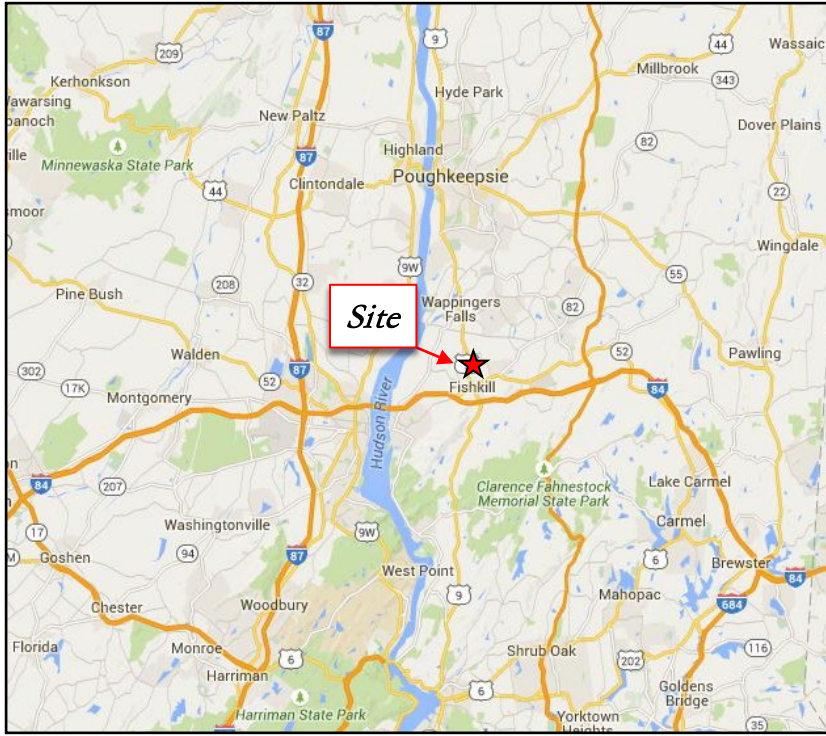 87
9
44
Wassaic
209
Kerhonkson
Hyde Park
Millbrook
343
Wawarsing
New Paltz
Dover Plains
82
Highland
87
Minnewaska State Park
Poughkeepsie
Clintondale
44
22
Wingdale
9W
55
32
208
Pine Bush
Wappingers
Falls
82
Site
Walden
52
Pawling
302
17K
52
87
Fishkill
84
Montgomery
Hudson River
84
207
Clarence Fahnestock
Memorial State Park
Lake Carmel
Washingtonville
Carmel
17
9W
94
87
6
Goshen
West Point
Brewster
84
9
Mahopac
684
Chester
Woodbury
Florida
Monroe
6
Shrub Oak
202
116
Harriman
6
Goldens
Bridge
Harriman State Park
Yorktown
Heights
35